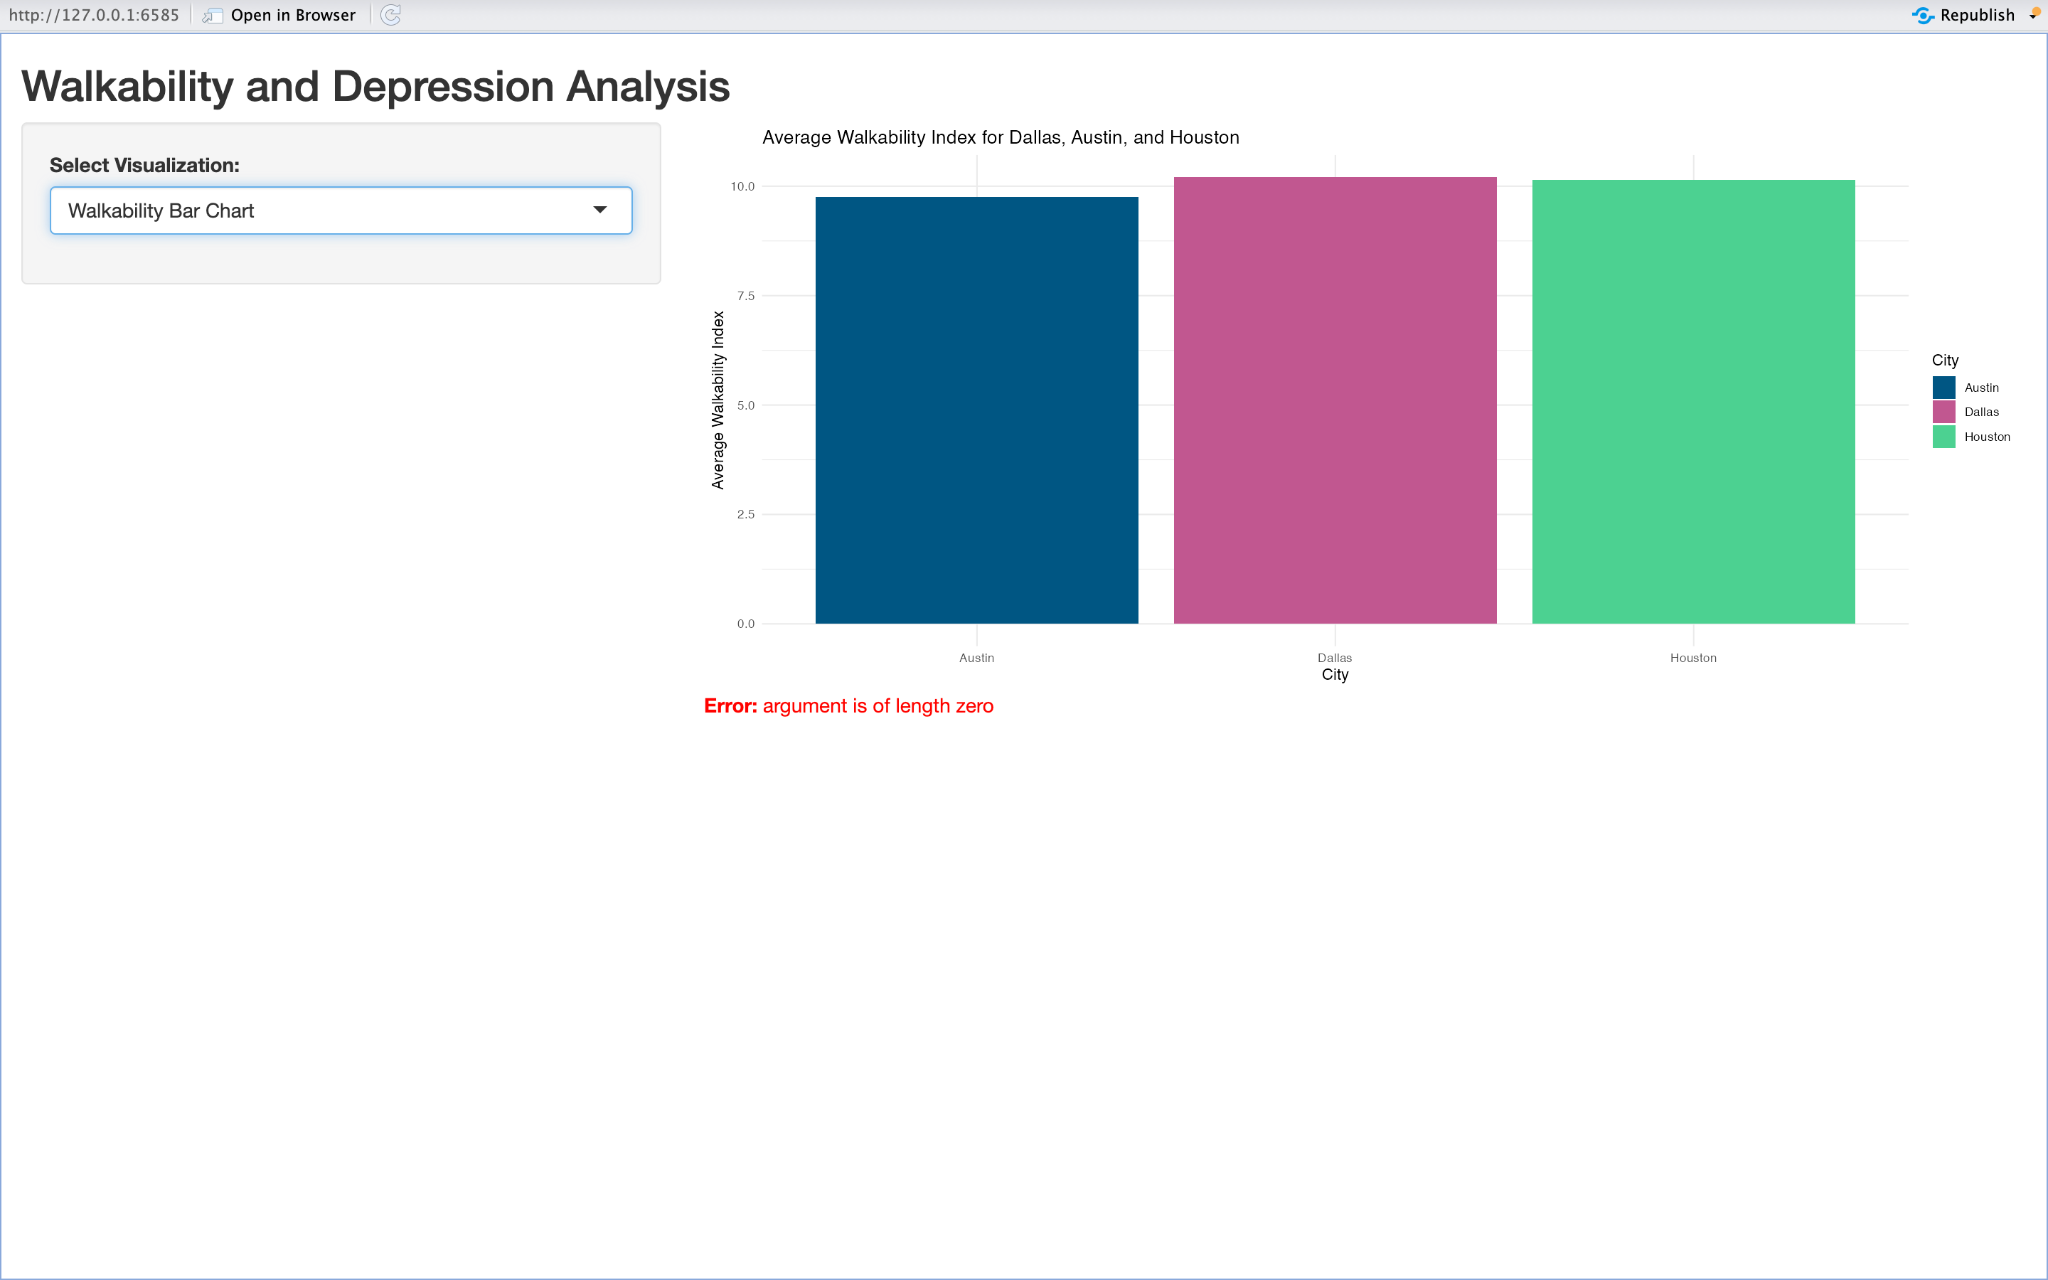 http://127.0.0.1:6585
Open in Browser
Republish
Walkability and Depression Analysis
Select Visualization:
Walkability Bar Chart
Average Walkability Index for Dallas, Austin, and Houston
Average Walkability Index
10.0
7.5
5.0
2.5
0.0
Austin
Dallas
Houston
City
City
Austin
Dallas
Houston
Error: argument is of length zero